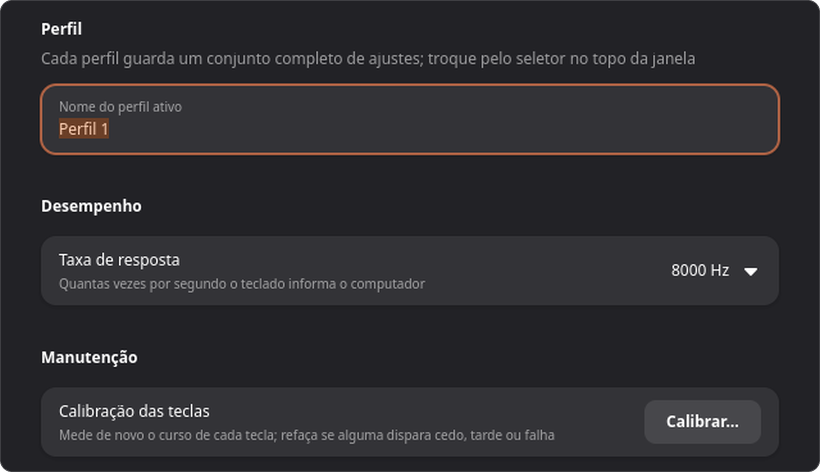 Perfil
Cada perfil guarda um conjunto completo de ajustes; troque pelo seletor no topo da janela
Nome do perfil ativo
Perfil 1
Desempenho
Taxa de resposta
Quantas vezes por segundo o teclado informa o computador
8000 Hz
Manutenção
Calibração das teclas
Mede de novo o curso de cada tecla; refaça se alguma dispara cedo, tarde ou falha
Calibrar...